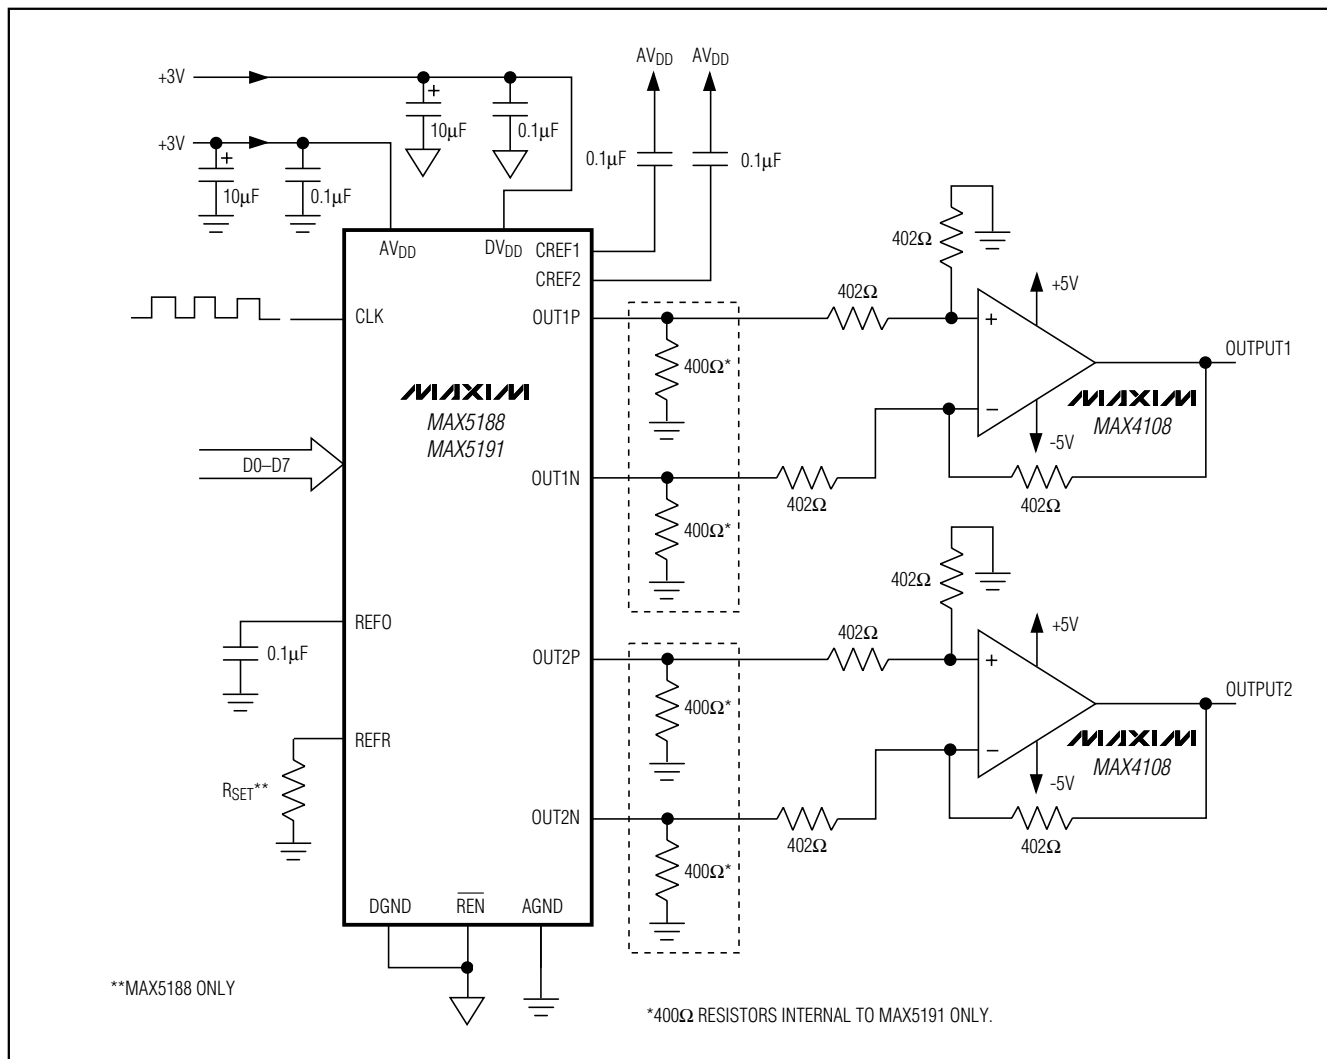 AVDD AVDD
+3V
+
10µF
0.1µF
+3V
+
10µF
0.1µF
0.1µF
0.1µF
AVDD
DVDD
CREF1
CREF2
CLK
OUT1P
MAXIM
MAX5188
MAX5191
D0–D7
OUT1N
REFO
0.1µF
OUT2P
REFR
RSET**
OUT2N
DGND
REN
AGND
400Ω*
400Ω*
400Ω*
400Ω*
402Ω
402Ω
+5V
+
OUTPUT1
MAXIM
MAX4108
−
-5V
402Ω
402Ω
402Ω
402Ω
+5V
+
OUTPUT2
MAXIM
MAX4108
−
-5V
402Ω
402Ω
**MAX5188 ONLY
*400Ω RESISTORS INTERNAL TO MAX5191 ONLY.